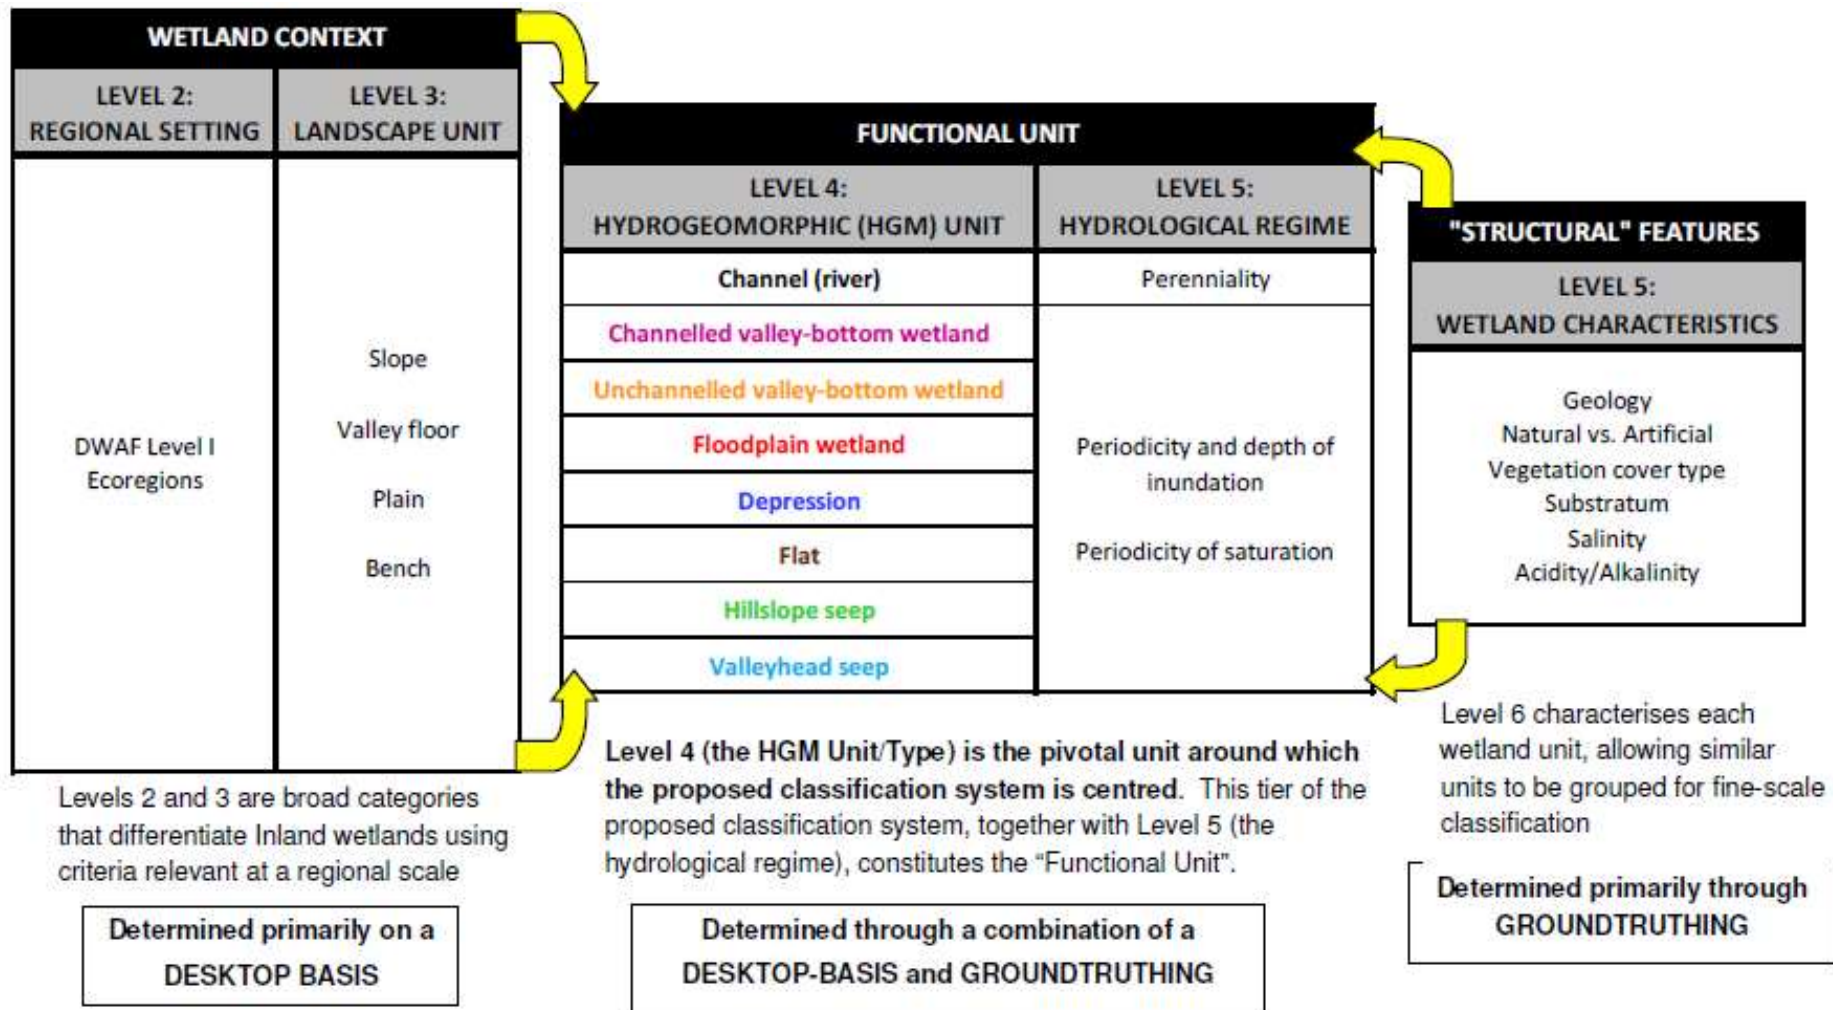 WETLAND CONTEXT
LEVEL 2:
REGIONAL SETTING
LEVEL 3:
LANDSCAPE UNIT
DWAF Level I
Ecoregions
Slope
Valley floor
Plain
Bench
FUNCTIONAL UNIT
LEVEL 4:
HYDROGEOMORPHIC (HGM) UNIT
LEVEL 5:
HYDROLOGICAL REGIME
Channel (river)
Perenniality
Channelled valley-bottom wetland
Unchannelled valley-bottom wetland
Floodplain wetland
Depression
Flat
Hillslope seep
Valleyhead seep
Periodicity and depth of
inundation
Periodicity of saturation
"STRUCTURAL" FEATURES
LEVEL 5:
WETLAND CHARACTERISTICS
Geology
Natural vs. Artificial
Vegetation cover type
Substratum
Salinity
Acidity/Alkalinity
Levels 2 and 3 are broad categories
that differentiate Inland wetlands using
criteria relevant at a regional scale
Determined primarily on a
DESKTOP BASIS
Level 4 (the HGM Unit/Type) is the pivotal unit around which
the proposed classification system is centred. This tier of the
proposed classification system, together with Level 5 (the
hydrological regime), constitutes the “Functional Unit”.
Determined through a combination of a
DESKTOP-BASIS and GROUNDTRUTHING
Level 6 characterises each
wetland unit, allowing similar
units to be grouped for fine-scale
classification
Determined primarily through
GROUNDTRUTHING